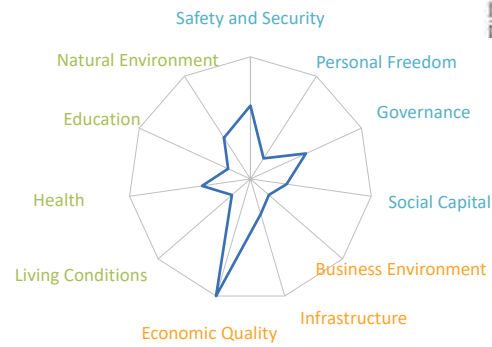 Safety and Security
Natural Environment
Personal Freedom
Education
Governance
Health
Social Capital
Living Conditions
Business Environment
Economic Quality
Infrastructure